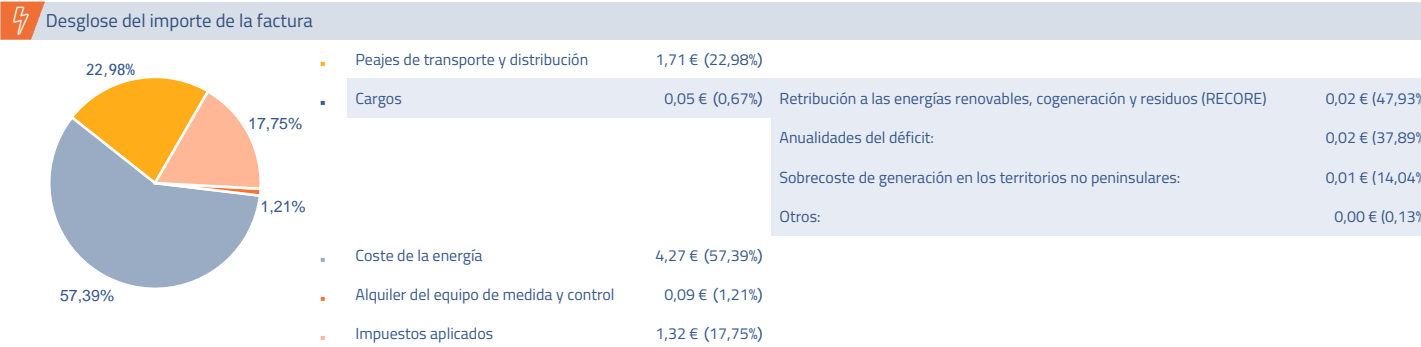 Desglose del importe de la factura
22,98%
17,75%
1,21%
57,39%
Peajes de transporte y distribución 1,71 € (22,98%)
Cargos 0,05 € (0,67%) Retribución a las energías renovables, cogeneración y residuos (RECORE) 0,02 € (47,93%
Anualidades del déficit: 0,02 € (37,89%
Sobrecoste de generación en los territorios no peninsulares: 0,01 € (14,04%
Otros: 0,00 € (0,13%
Coste de la energía 4,27 € (57,39%)
Alquiler del equipo de medida y control 0,09 € (1,21%)
Impuestos aplicados 1,32 € (17,75%)